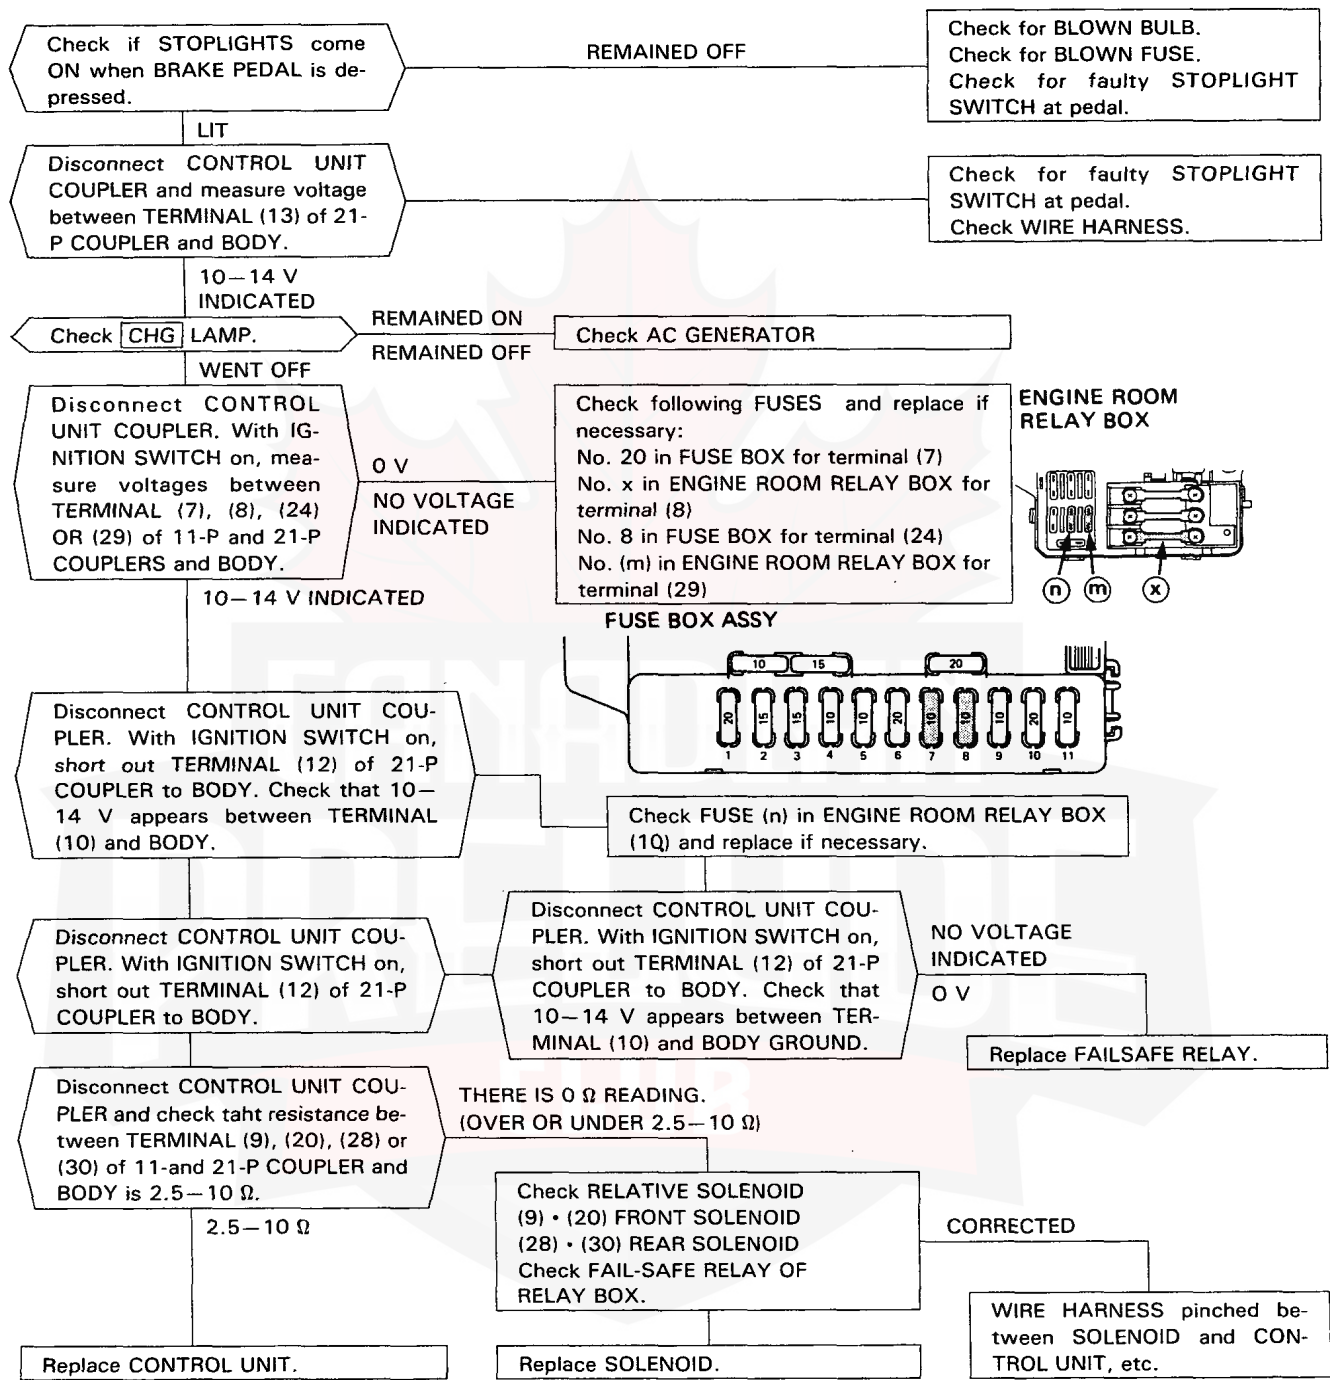 Check if STOPLIGHTS come
ON when BRAKE PEDAL is de-
pressed.
REMAINED OFF
Check for BLOWN BULB.
Check for BLOWN FUSE.
Check for faulty STOPLIGHT
SWITCH at pedal.
LIT
Disconnect CONTROL UNIT
COUPLER and measure voltage
between TERMINAL (13) of 21-
P COUPLER and BODY.
Check for faulty STOPLIGHT
SWITCH at pedal.
Check WIRE HARNESS.
10–14 V
INDICATED
Check CHG LAMP.
REMAINED ON
REMAINED OFF
Check AC GENERATOR
WENT OFF
Disconnect CONTROL
UNIT COUPLER. With IG-
NITION SWITCH on, mea-
sure voltages between
TERMINAL (7), (8), (24)
OR (29) of 11-P and 21-P
COUPLERS and BODY.
0 V
NO VOLTAGE
INDICATED
Check following FUSES and replace if
necessary:
No. 20 in FUSE BOX for terminal (7)
No. x in ENGINE ROOM RELAY BOX for
terminal (8)
No. 8 in FUSE BOX for terminal (24)
No. (m) in ENGINE ROOM RELAY BOX for
terminal (29)
ENGINE ROOM
RELAY BOX
n m x
10–14 V INDICATED
FUSE BOX ASSY
10 15 20
20 15 15 10 10 20 10 10 10 20 10
1 2 3 4 5 6 7 8 9 10 11
Disconnect CONTROL UNIT COU-
PLER. With IGNITION SWITCH on,
short out TERMINAL (12) of 21-P
COUPLER to BODY. Check that 10–
14 V appears between TERMINAL
(10) and BODY.
Check FUSE (n) in ENGINE ROOM RELAY BOX
(1Q) and replace if necessary.
Disconnect CONTROL UNIT COU-
PLER. With IGNITION SWITCH on,
short out TERMINAL (12) of 21-P
COUPLER to BODY.
Disconnect CONTROL UNIT COU-
PLER. With IGNITION SWITCH on,
short out TERMINAL (12) of 21-P
COUPLER to BODY. Check that
10–14 V appears between TER-
MINAL (10) and BODY GROUND.
NO VOLTAGE
INDICATED
0 V
Replace FAILSAFE RELAY.
Disconnect CONTROL UNIT COU-
PLER and check taht resistance be-
tween TERMINAL (9), (20), (28) or
(30) of 11-and 21-P COUPLER and
BODY is 2.5–10 Ω.
THERE IS 0 Ω READING.
(OVER OR UNDER 2.5–10 Ω)
2.5–10 Ω
Check RELATIVE SOLENOID
(9) • (20) FRONT SOLENOID
(28) • (30) REAR SOLENOID
Check FAIL-SAFE RELAY OF
RELAY BOX.
CORRECTED
WIRE HARNESS pinched be-
tween SOLENOID and CON-
TROL UNIT, etc.
Replace CONTROL UNIT.
Replace SOLENOID.
CANADIAN
PRELUDE
CLUB